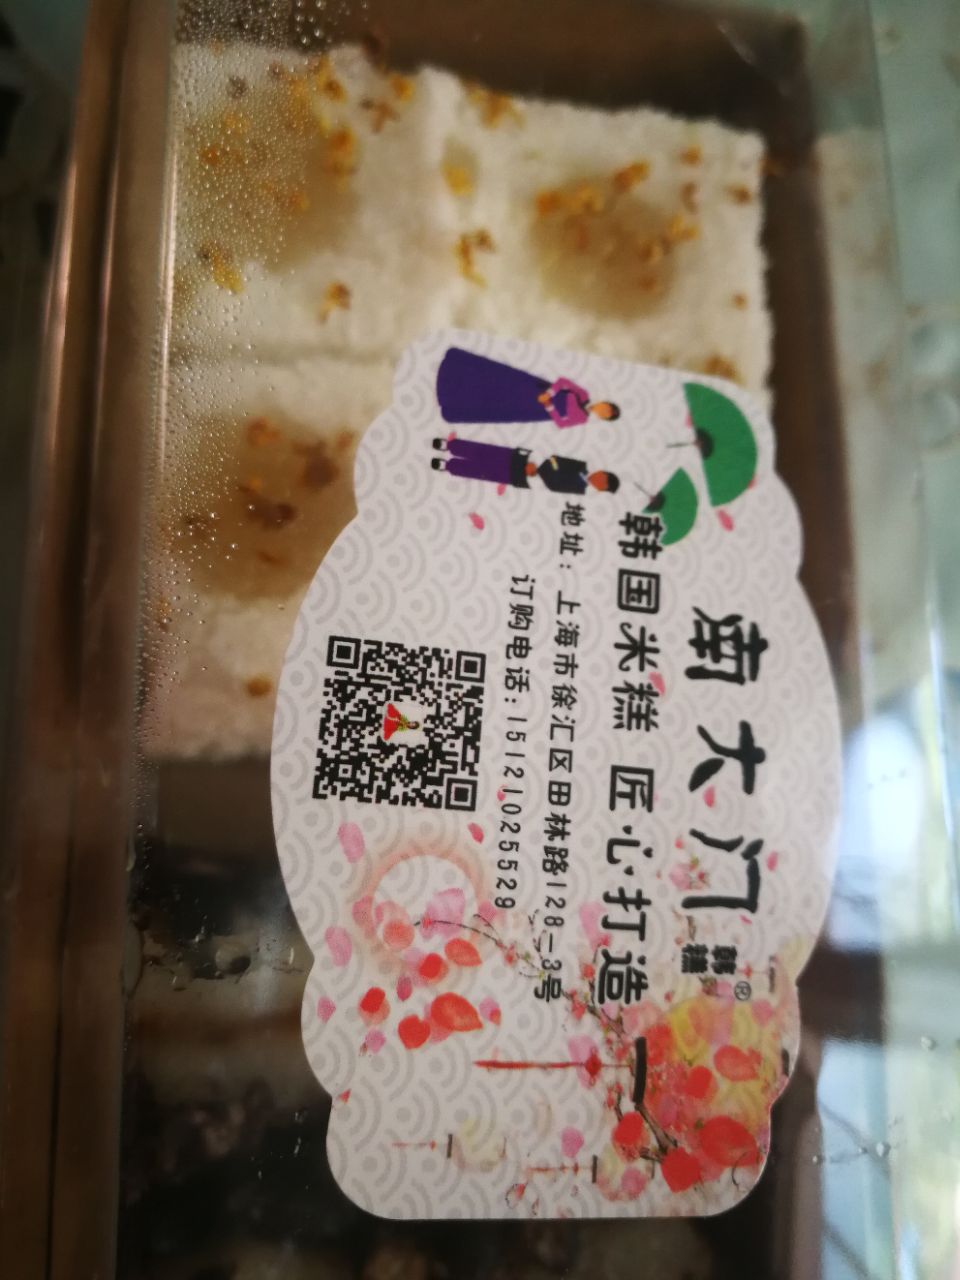 南大门韩糕®
韩国米糕 匠心打造
地址：上海市徐汇区田林路128-3号
订购电话：15121025529